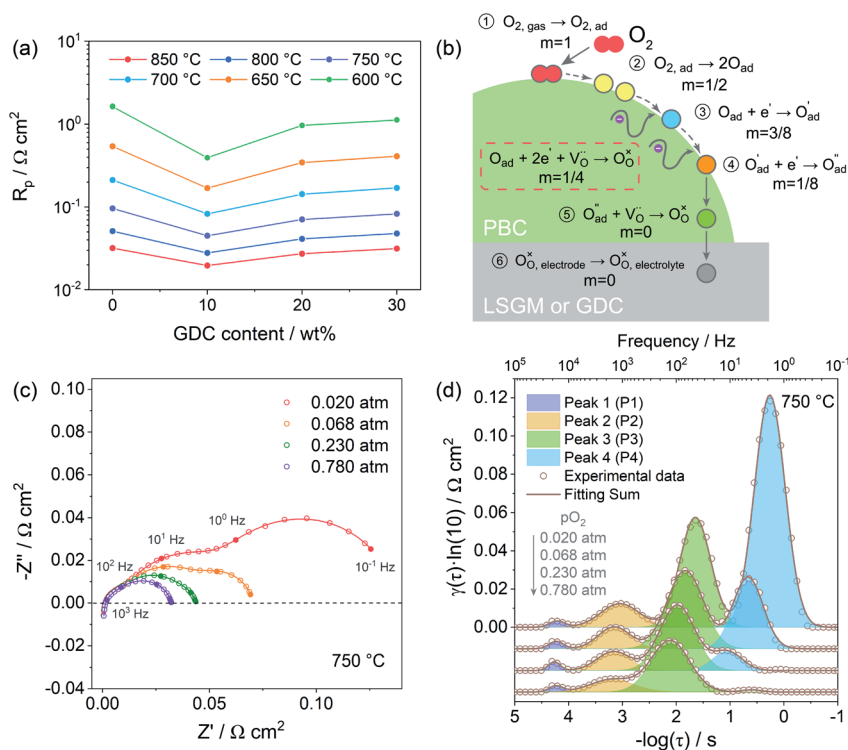 (a)
R_p / Ω cm²
10¹
10⁰
10⁻¹
10⁻²
850 °C 800 °C 750 °C
700 °C 650 °C 600 °C
0 10 20 30
GDC content / wt%
(b)
① O₂,gas → O₂,ad
m=1
O₂
② O₂,ad → 2O_ad
m=1/2
③ O_ad + e' → O'_ad
m=3/8
O_ad + 2e' + V_O^·· → O_O^×
m=1/4
④ O'_ad + e' → O''_ad
m=1/8
⑤ O''_ad + V_O^·· → O_O^×
m=0
PBC
⑥ O_O^×,electrode → O_O^×,electrolyte
m=0
LSGM or GDC
(c)
-Z'' / Ω cm²
0.10
0.08
0.06
0.04
0.02
0.00
-0.02
-0.04
0.020 atm
0.068 atm
0.230 atm
0.780 atm
10⁰ Hz
10¹ Hz
10² Hz
10⁻¹ Hz
10³ Hz
750 °C
0.00 0.05 0.10
Z' / Ω cm²
Frequency / Hz
10⁵ 10⁴ 10³ 10² 10¹ 10⁰ 10⁻¹
(d)
γ(τ)·ln(10) / Ω cm²
0.12
0.10
0.08
0.06
0.04
0.02
0.00
750 °C
Peak 1 (P1)
Peak 2 (P2)
Peak 3 (P3)
Peak 4 (P4)
Experimental data
Fitting Sum
pO₂
0.020 atm
0.068 atm
0.230 atm
0.780 atm
5 4 3 2 1 0 -1
-log(τ) / s